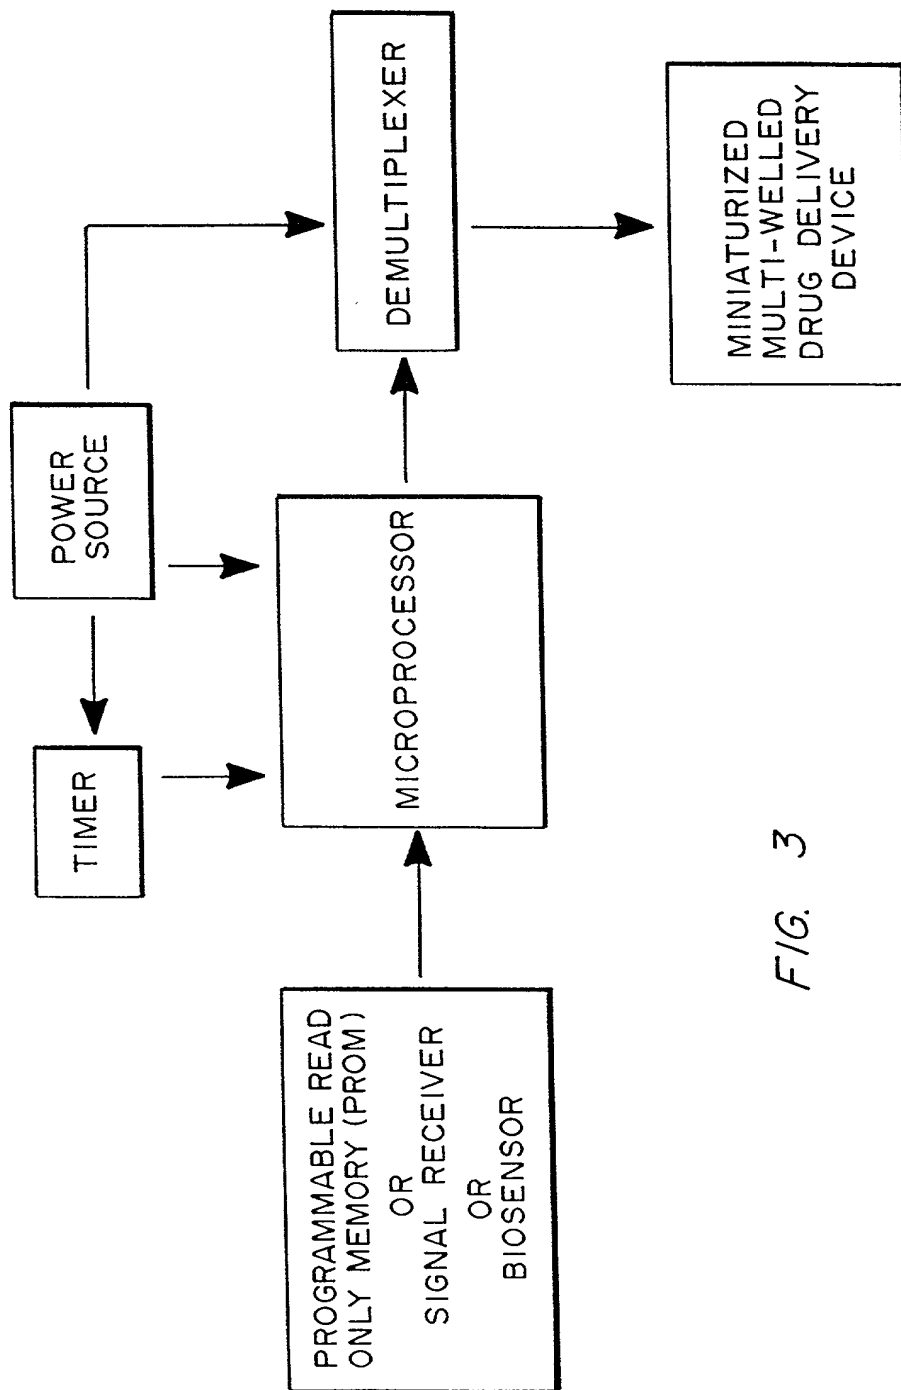 POWER
SOURCE
TIMER
DEMULTIPLEXER
MICROPROCESSOR
PROGRAMMABLE READ
ONLY MEMORY (PROM)
OR
SIGNAL RECEIVER
OR
BIOSENSOR
MINIATURIZED
MULTI-WELLED
DRUG DELIVERY
DEVICE
FIG. 3